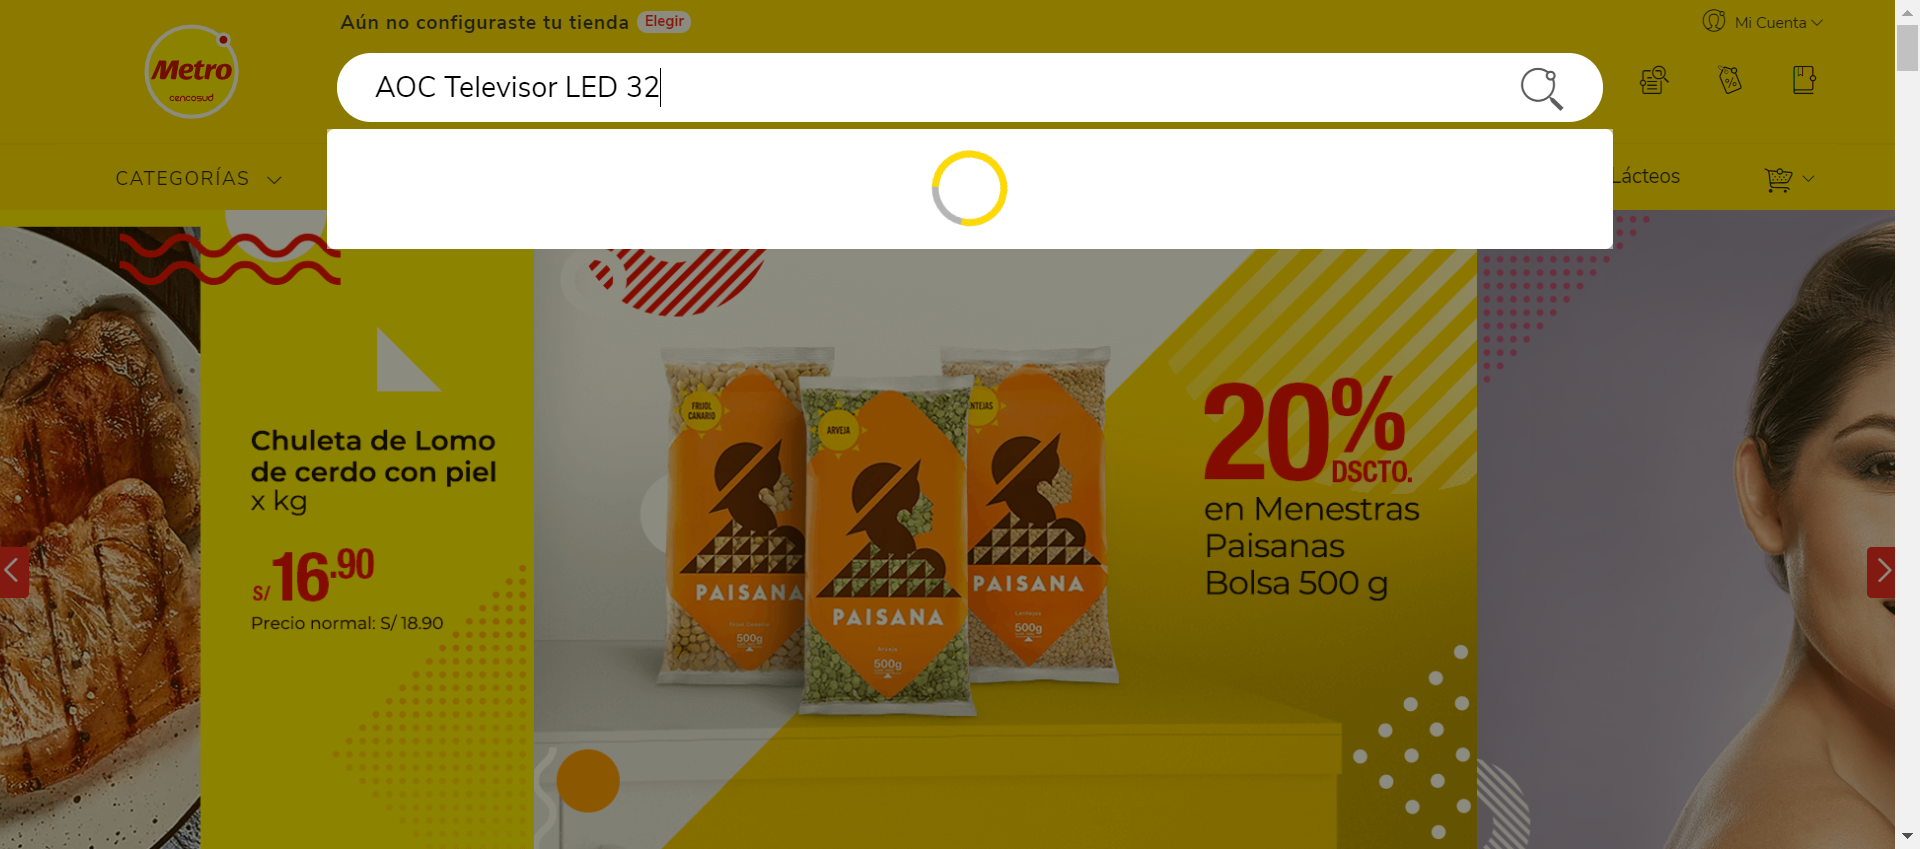 Aún no configuraste tu tienda Elegir
Mi Cuenta
Metro
cencosud
AOC Televisor LED 32
CATEGORÍAS
Lácteos
Chuleta de Lomo
de cerdo con piel
x kg
S/ 16.90
Precio normal: S/ 18.90
FRIJOL
CANARIO
ARVEJA
PAISANA
PAISANA
PAISANA
Arveja
500g
500g
500g
20%
DSCTO.
en Menestras
Paisanas
Bolsa 500 g